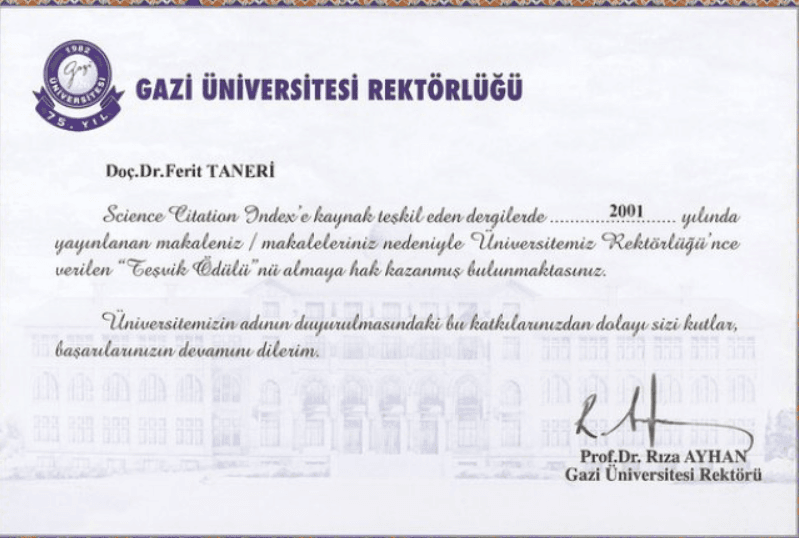 1982
Gazi
ÜNİVERSİTESİ
75. YIL
GAZİ ÜNİVERSİTESİ REKTÖRLÜĞÜ
Doç.Dr.Ferit TANERİ
Science Citation Index'e kaynak teşkil eden dergilerde ..............2001....... yılında
yayınlanan makaleniz / makaleleriniz nedeniyle Üniversitemiz Rektörlüğü'nce
verilen “Teşvik Ödülü”nü almaya hak kazanmış bulunmaktasınız.
Üniversitemizin adının duyurulmasındaki bu katkılarınızdan dolayı sizi kutlar,
başarılarınızın devamını dilerim.
Prof.Dr. Rıza AYHAN
Gazi Üniversitesi Rektörü